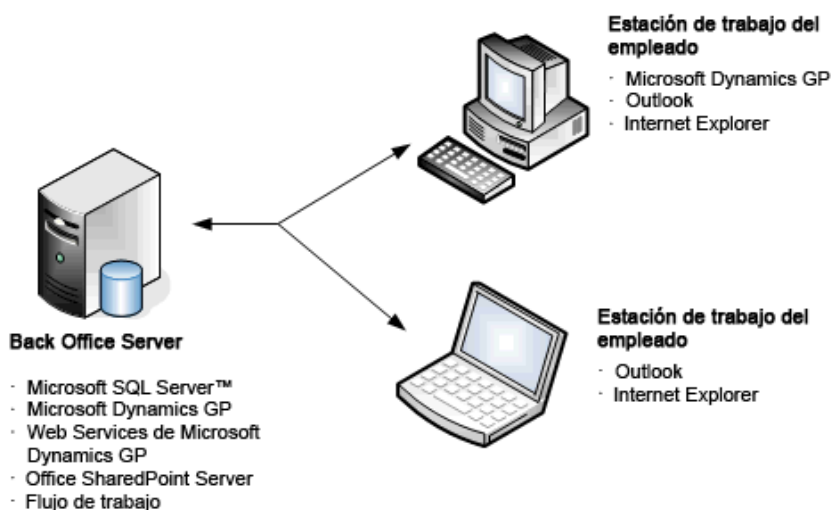 Estación de trabajo del
empleado
· Microsoft Dynamics GP
· Outlook
· Internet Explorer
Back Office Server
· Microsoft SQL Server™
· Microsoft Dynamics GP
· Web Services de Microsoft
Dynamics GP
· Office SharedPoint Server
· Flujo de trabajo
Estación de trabajo del
empleado
· Outlook
· Internet Explorer